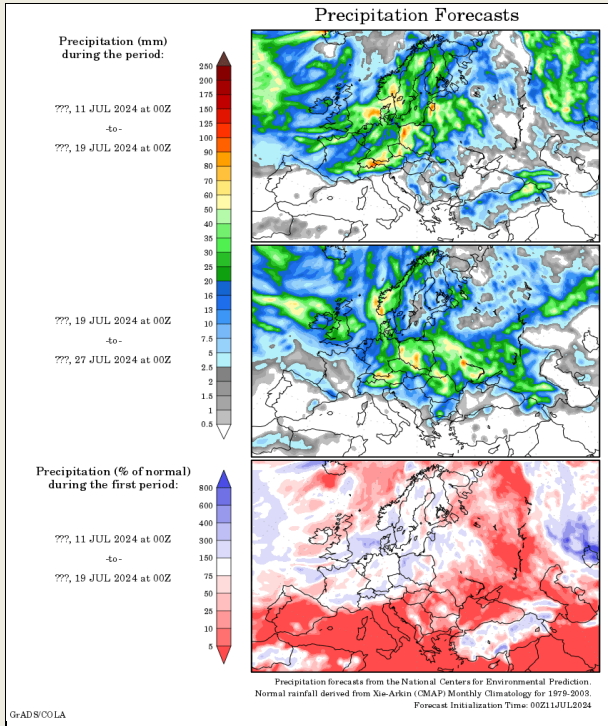 Precipitation Forecasts
Precipitation (mm)
during the period:
???, 11 JUL 2024 at 00Z
-to-
???, 19 JUL 2024 at 00Z
250
200
175
150
125
100
90
80
70
60
50
40
35
30
25
20
16
13
10
7.5
5
2.5
2
1.5
1
0.5
???, 19 JUL 2024 at 00Z
-to-
???, 27 JUL 2024 at 00Z
Precipitation (% of normal)
during the first period:
???, 11 JUL 2024 at 00Z
-to-
???, 19 JUL 2024 at 00Z
800
600
400
300
150
75
50
25
10
5
Precipitation forecasts from the National Centers for Environmental Prediction.
Normal rainfall derived from Xie-Arkin (CMAP) Monthly Climatology for 1979-2003.
Forecast Initialization Time: 00Z11JUL2024
GrADS/COLA